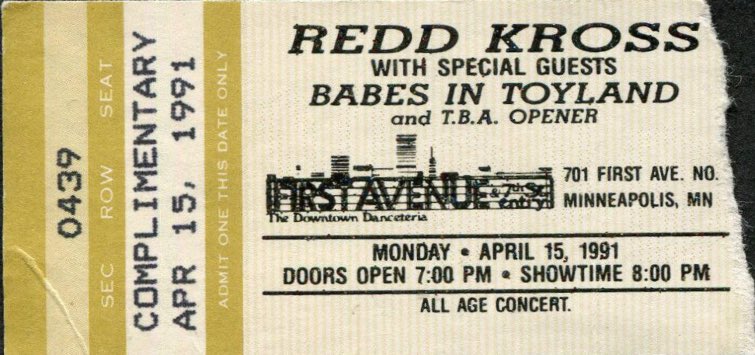 0439
SEC ROW SEAT
COMPLIMENTARY
APR 15, 1991
ADMIT ONE THIS DATE ONLY
REDD KROSS
WITH SPECIAL GUESTS
BABES IN TOYLAND
and T.B.A. OPENER
FIRST AVENUE & 7th St. entry!
The Downtown Danceteria
701 FIRST AVE. NO.
MINNEAPOLIS, MN
MONDAY • APRIL 15, 1991
DOORS OPEN 7:00 PM • SHOWTIME 8:00 PM
ALL AGE CONCERT.